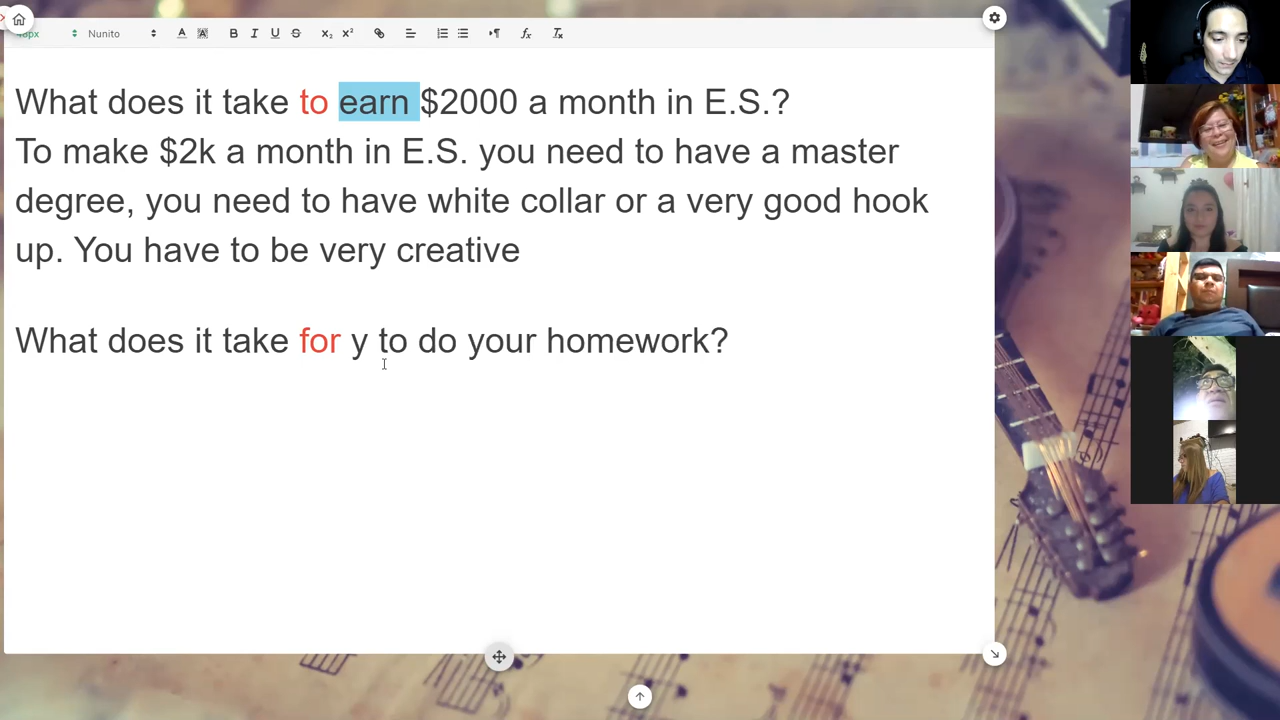 Nunito
What does it take to earn $2000 a month in E.S.?
To make $2k a month in E.S. you need to have a master
degree, you need to have white collar or a very good hook
up. You have to be very creative
What does it take for y to do your homework?